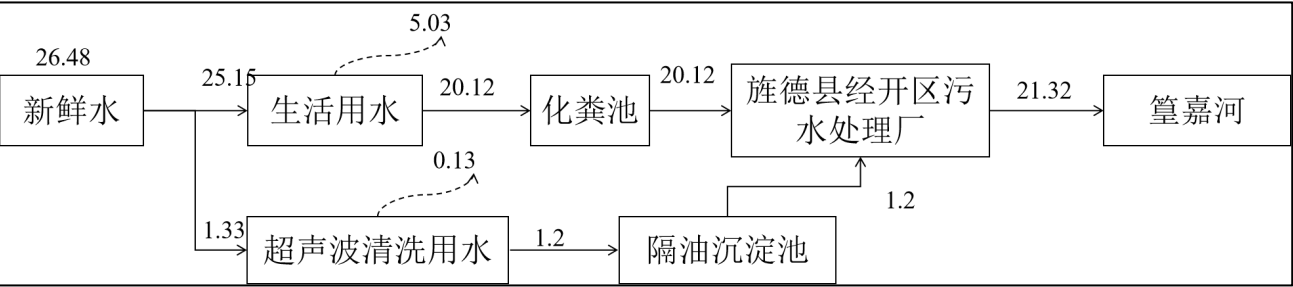 5.03
26.48
新鲜水
25.15
生活用水
20.12
化粪池
20.12
旌德县经开区污
水处理厂
21.32
篁嘉河
0.13
1.33
超声波清洗用水
1.2
隔油沉淀池
1.2